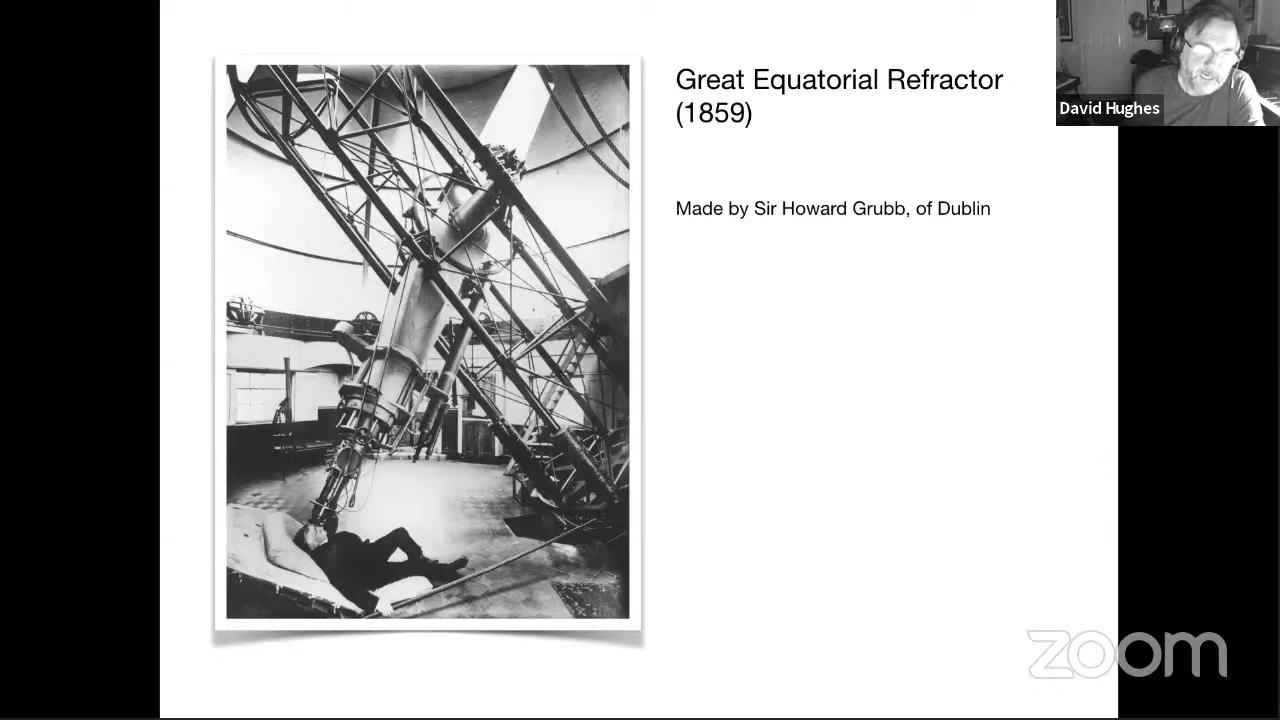 Great Equatorial Refractor
(1859)
Made by Sir Howard Grubb, of Dublin
David Hughes
zoom